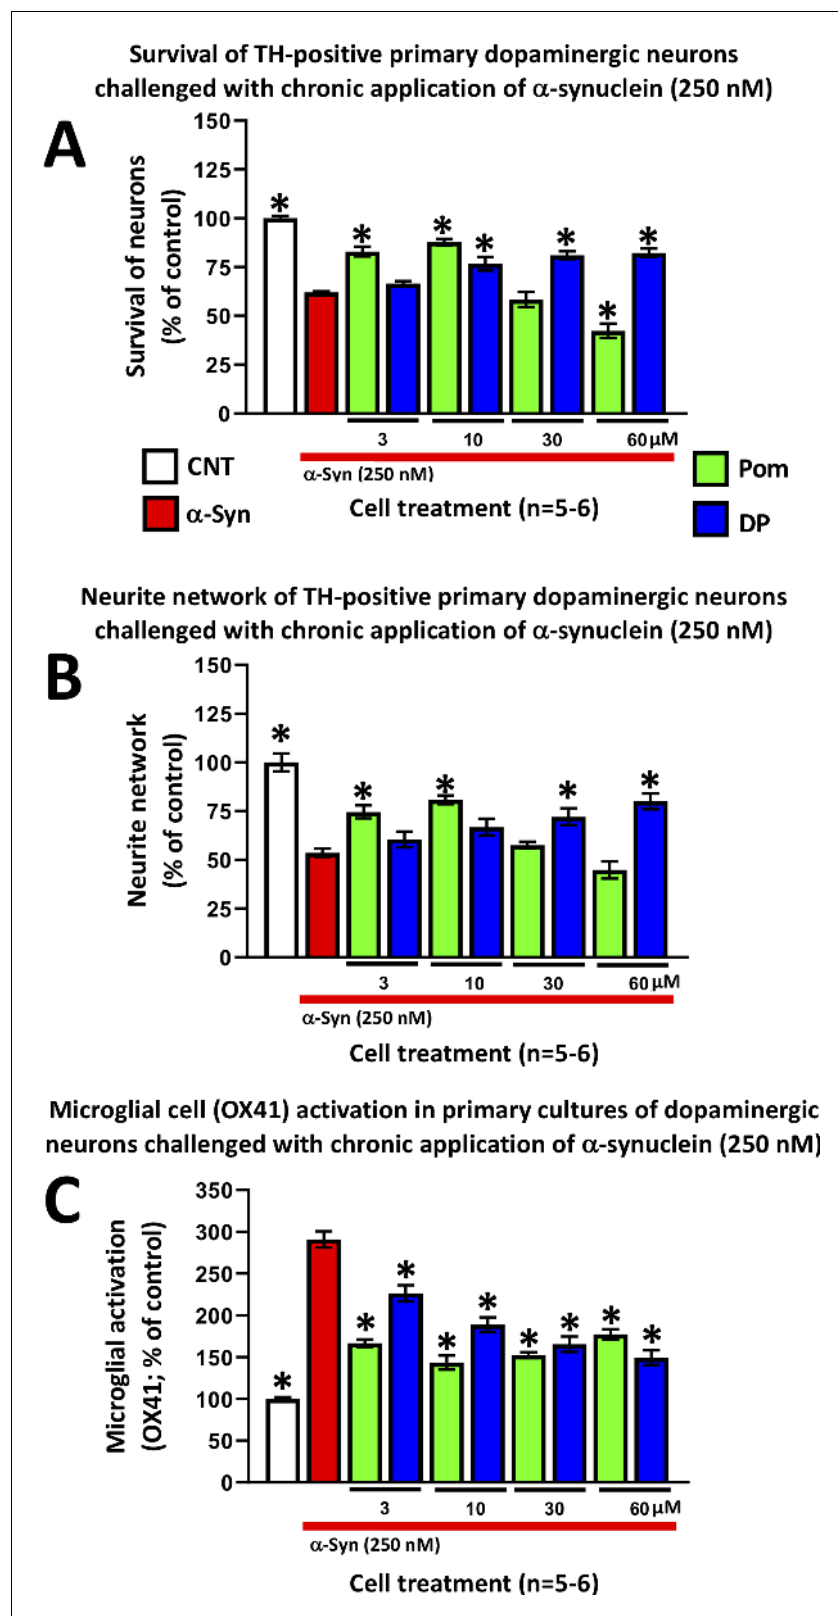 Survival of TH-positive primary dopaminergic neurons
challenged with chronic application of α-synuclein (250 nM)
A
Survival of neurons
(% of control)
150
125
100
75
50
25
0
* * * * * * *
3 10 30 60 μM
α-Syn (250 nM)
CNT
α-Syn
Pom
DP
Cell treatment (n=5-6)
Neurite network of TH-positive primary dopaminergic neurons
challenged with chronic application of α-synuclein (250 nM)
B
Neurite network
(% of control)
150
125
100
75
50
25
0
* * * * *
3 10 30 60 μM
α-Syn (250 nM)
Cell treatment (n=5-6)
Microglial cell (OX41) activation in primary cultures of dopaminergic
neurons challenged with chronic application of α-synuclein (250 nM)
C
Microglial activation
(OX41; % of control)
350
300
250
200
150
100
50
0
* * * * * * * * *
3 10 30 60 μM
α-Syn (250 nM)
Cell treatment (n=5-6)